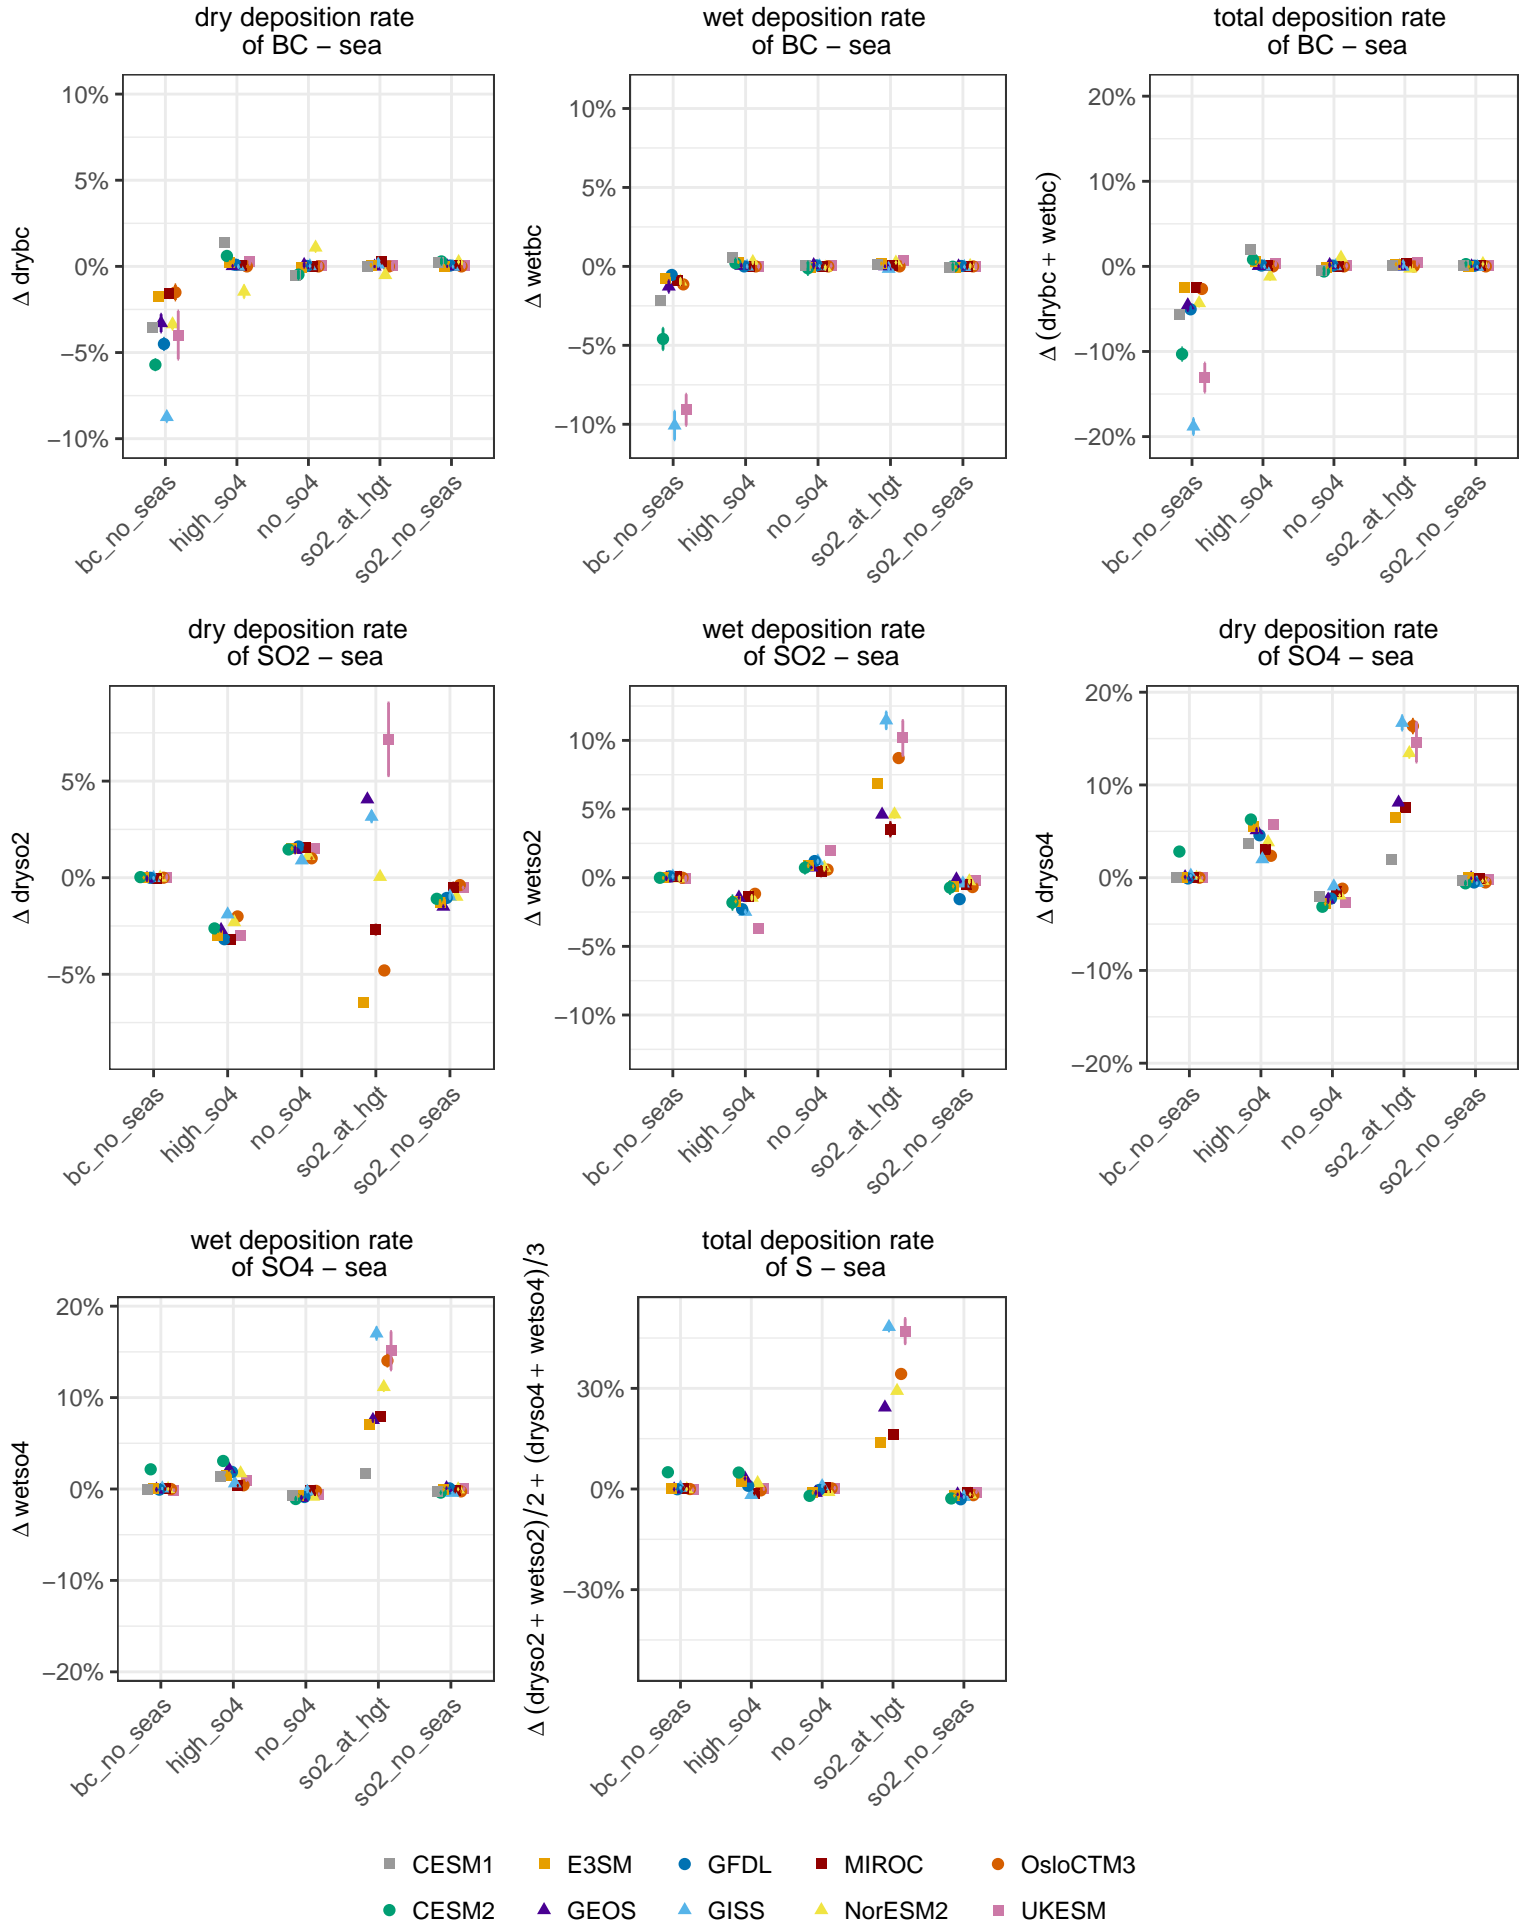 dry deposition rate
of BC − sea
Δ drybc
10%
5%
0%
−5%
−10%
bc_no_seas
high_so4
no_so4
so2_at_hgt
so2_no_seas
wet deposition rate
of BC − sea
Δ wetbc
10%
5%
0%
−5%
−10%
bc_no_seas
high_so4
no_so4
so2_at_hgt
so2_no_seas
total deposition rate
of BC − sea
Δ (drybc + wetbc)
20%
10%
0%
−10%
−20%
bc_no_seas
high_so4
no_so4
so2_at_hgt
so2_no_seas
dry deposition rate
of SO2 − sea
Δ dryso2
5%
0%
−5%
bc_no_seas
high_so4
no_so4
so2_at_hgt
so2_no_seas
wet deposition rate
of SO2 − sea
Δ wetso2
10%
5%
0%
−5%
−10%
bc_no_seas
high_so4
no_so4
so2_at_hgt
so2_no_seas
dry deposition rate
of SO4 − sea
Δ dryso4
20%
10%
0%
−10%
−20%
bc_no_seas
high_so4
no_so4
so2_at_hgt
so2_no_seas
wet deposition rate
of SO4 − sea
Δ wetso4
20%
10%
0%
−10%
−20%
bc_no_seas
high_so4
no_so4
so2_at_hgt
so2_no_seas
total deposition rate
of S − sea
Δ (dryso2 + wetso2)/2 + (dryso4 + wetso4)/3
30%
0%
−30%
bc_no_seas
high_so4
no_so4
so2_at_hgt
so2_no_seas
CESM1 E3SM GFDL MIROC OsloCTM3
CESM2 GEOS GISS NorESM2 UKESM